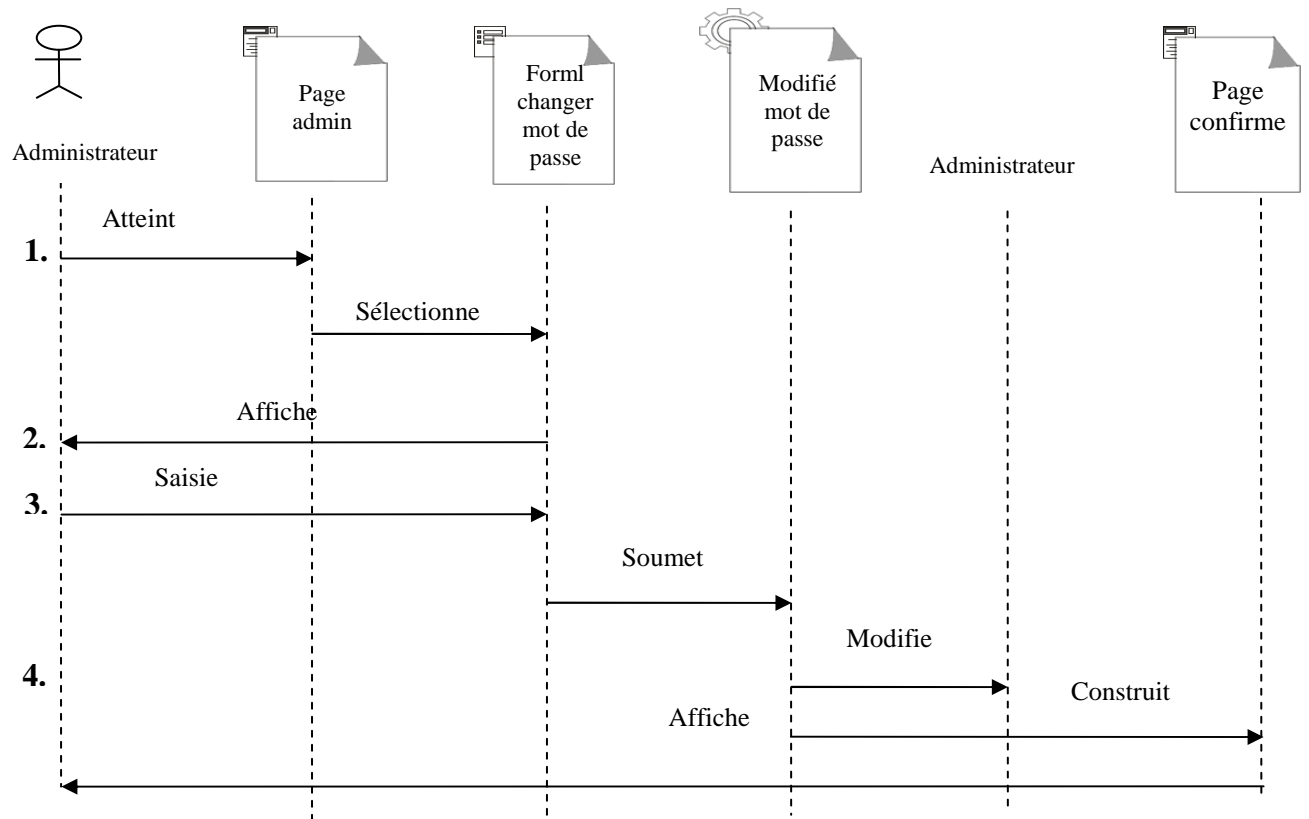 Page
admin
Forml
changer
mot de
passe
Modifié
mot de
passe
Page
confirme
Administrateur
Administrateur
Atteint
1.
Sélectionne
Affiche
2.
Saisie
3.
Soumet
Modifie
4.
Construit
Affiche